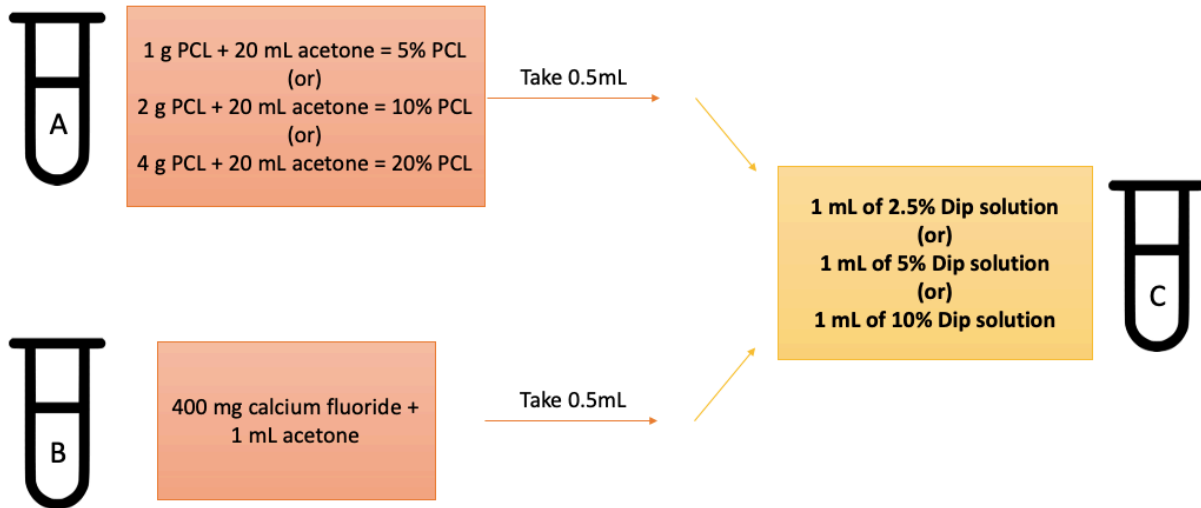 A
1 g PCL + 20 mL acetone = 5% PCL
(or)
2 g PCL + 20 mL acetone = 10% PCL
(or)
4 g PCL + 20 mL acetone = 20% PCL
Take 0.5mL
1 mL of 2.5% Dip solution
(or)
1 mL of 5% Dip solution
(or)
1 mL of 10% Dip solution
C
B
400 mg calcium fluoride +
1 mL acetone
Take 0.5mL